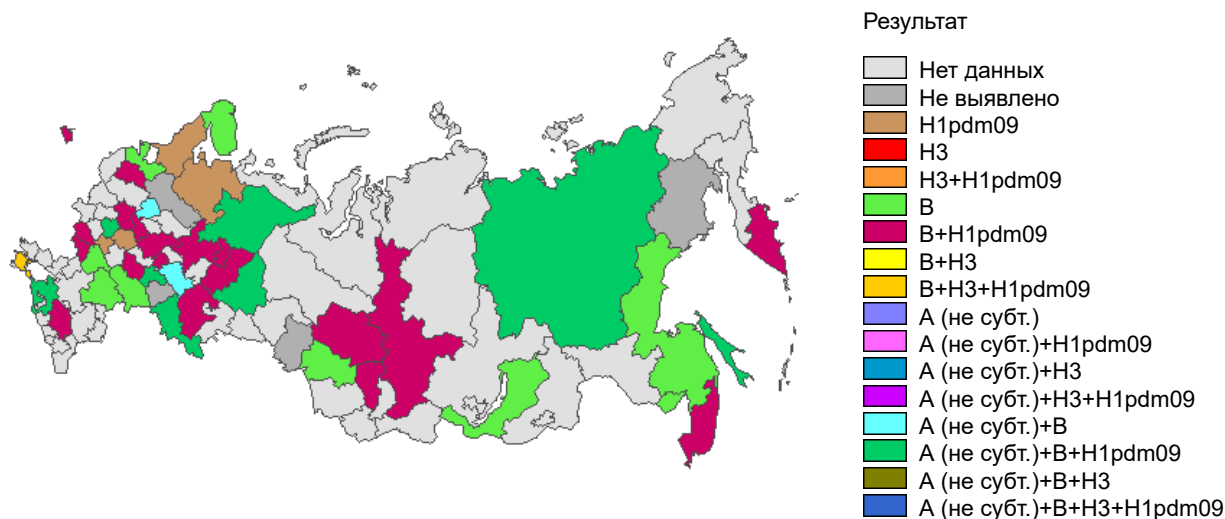 Результат
Нет данных
Не выявлено
H1pdm09
H3
H3+H1pdm09
B
B+H1pdm09
B+H3
B+H3+H1pdm09
А (не субт.)
А (не субт.)+H1pdm09
А (не субт.)+H3
А (не субт.)+H3+H1pdm09
А (не субт.)+B
А (не субт.)+B+H1pdm09
А (не субт.)+B+H3
А (не субт.)+B+H3+H1pdm09